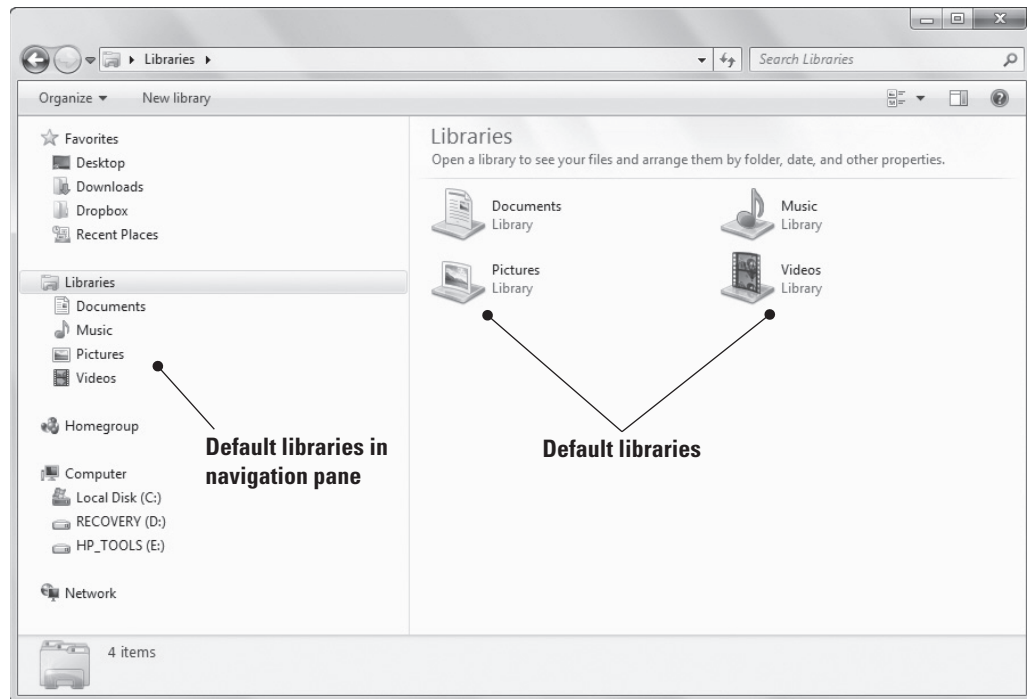 Libraries
Search Libraries
Organize
New library
Favorites
Desktop
Downloads
Dropbox
Recent Places
Libraries
Documents
Music
Pictures
Videos
Homegroup
Computer
Local Disk (C:)
RECOVERY (D:)
HP_TOOLS (E:)
Network
Default libraries in
navigation pane
Libraries
Open a library to see your files and arrange them by folder, date, and other properties.
Documents
Library
Music
Library
Pictures
Library
Videos
Library
Default libraries
4 items